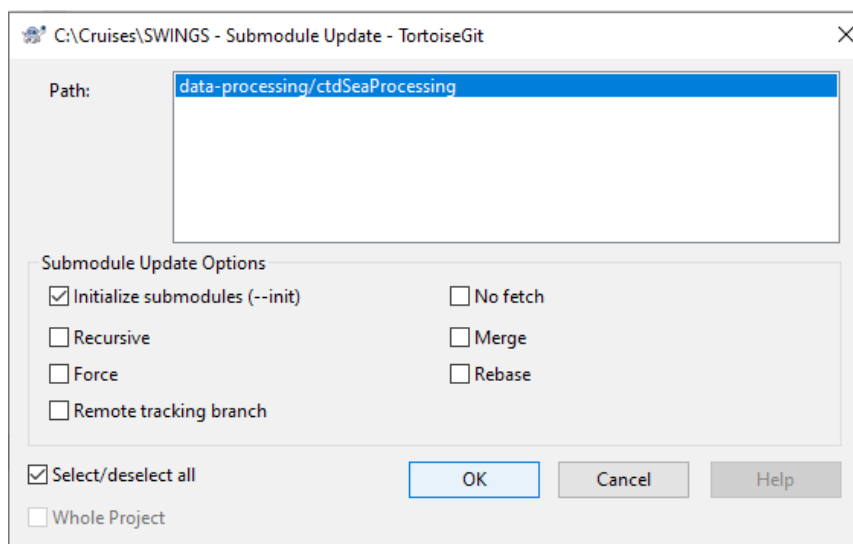 C:\Cruises\SWINGS - Submodule Update - TortoiseGit
Path:
data-processing/ctdSeaProcessing
Submodule Update Options
Initialize submodules (--init)
No fetch
Recursive
Merge
Force
Rebase
Remote tracking branch
Select/deselect all
OK
Cancel
Help
Whole Project